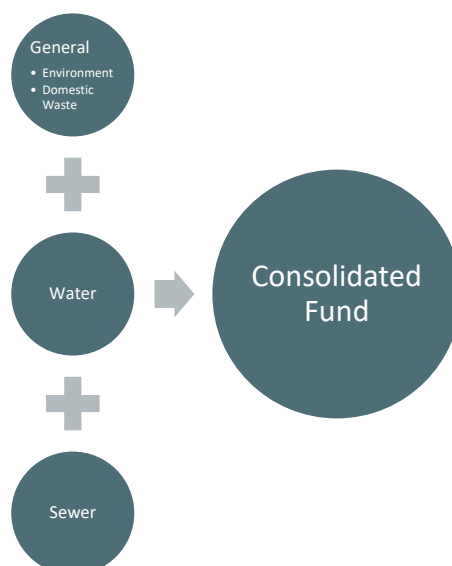 General
• Environment
• Domestic
Waste
Water
Consolidated
Fund
Sewer